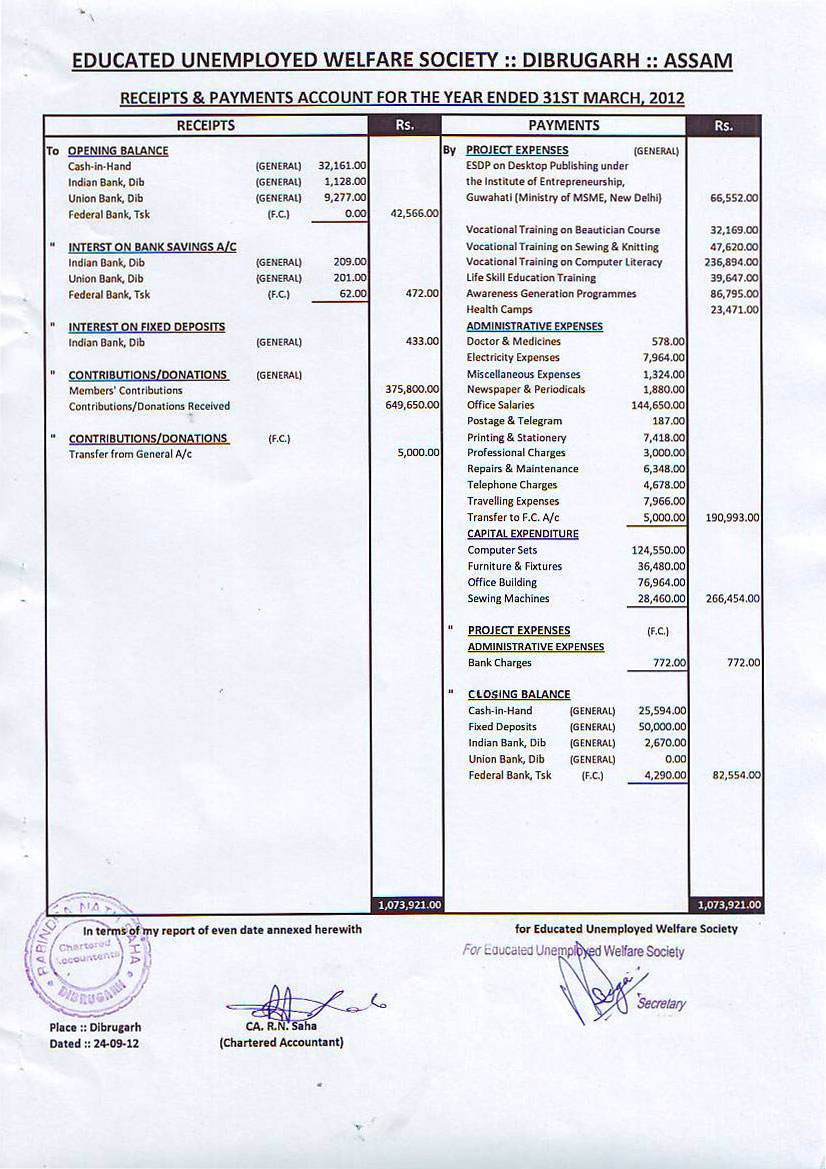 EDUCATED UNEMPLOYED WELFARE SOCIETY :: DIBRUGARH :: ASSAM
RECEIPTS & PAYMENTS ACCOUNT FOR THE YEAR ENDED 31ST MARCH, 2012
RECEIPTS Rs.
To OPENING BALANCE
Cash-in-Hand (GENERAL) 32,161.00
Indian Bank, Dib (GENERAL) 1,128.00
Union Bank, Dib (GENERAL) 9,277.00
Federal Bank, Tsk (F.C.) 0.00 42,566.00
" INTERST ON BANK SAVINGS A/C
Indian Bank, Dib (GENERAL) 209.00
Union Bank, Dib (GENERAL) 201.00
Federal Bank, Tsk (F.C.) 62.00 472.00
" INTEREST ON FIXED DEPOSITS
Indian Bank, Dib (GENERAL) 433.00
" CONTRIBUTIONS/DONATIONS (GENERAL)
Members' Contributions 375,800.00
Contributions/Donations Received 649,650.00
" CONTRIBUTIONS/DONATIONS (F.C.)
Transfer from General A/c 5,000.00
1,073,921.00
PAYMENTS Rs.
By PROJECT EXPENSES (GENERAL)
ESDP on Desktop Publishing under
the Institute of Entrepreneurship,
Guwahati (Ministry of MSME, New Delhi) 66,552.00
Vocational Training on Beautician Course 32,169.00
Vocational Training on Sewing & Knitting 47,620.00
Vocational Training on Computer Literacy 236,894.00
Life Skill Education Training 39,647.00
Awareness Generation Programmes 86,795.00
Health Camps 23,471.00
ADMINISTRATIVE EXPENSES
Doctor & Medicines 578.00
Electricity Expenses 7,964.00
Miscellaneous Expenses 1,324.00
Newspaper & Periodicals 1,880.00
Office Salaries 144,650.00
Postage & Telegram 187.00
Printing & Stationery 7,418.00
Professional Charges 3,000.00
Repairs & Maintenance 6,348.00
Telephone Charges 4,678.00
Travelling Expenses 7,966.00
Transfer to F.C. A/c 5,000.00 190,993.00
CAPITAL EXPENDITURE
Computer Sets 124,550.00
Furniture & Fixtures 36,480.00
Office Building 76,964.00
Sewing Machines 28,460.00 266,454.00
" PROJECT EXPENSES (F.C.)
ADMINISTRATIVE EXPENSES
Bank Charges 772.00 772.00
" CLOSING BALANCE
Cash-in-Hand (GENERAL) 25,594.00
Fixed Deposits (GENERAL) 50,000.00
Indian Bank, Dib (GENERAL) 2,670.00
Union Bank, Dib (GENERAL) 0.00
Federal Bank, Tsk (F.C.) 4,290.00 82,554.00
1,073,921.00
In terms of my report of even date annexed herewith
RABINDRA NATH SAHA
Chartered
Accountents
DIBRUGARH
CA. R.N. Saha
(Chartered Accountant)
Place :: Dibrugarh
Dated :: 24-09-12
for Educated Unemployed Welfare Society
For Educated Unemployed Welfare Society
Secretary